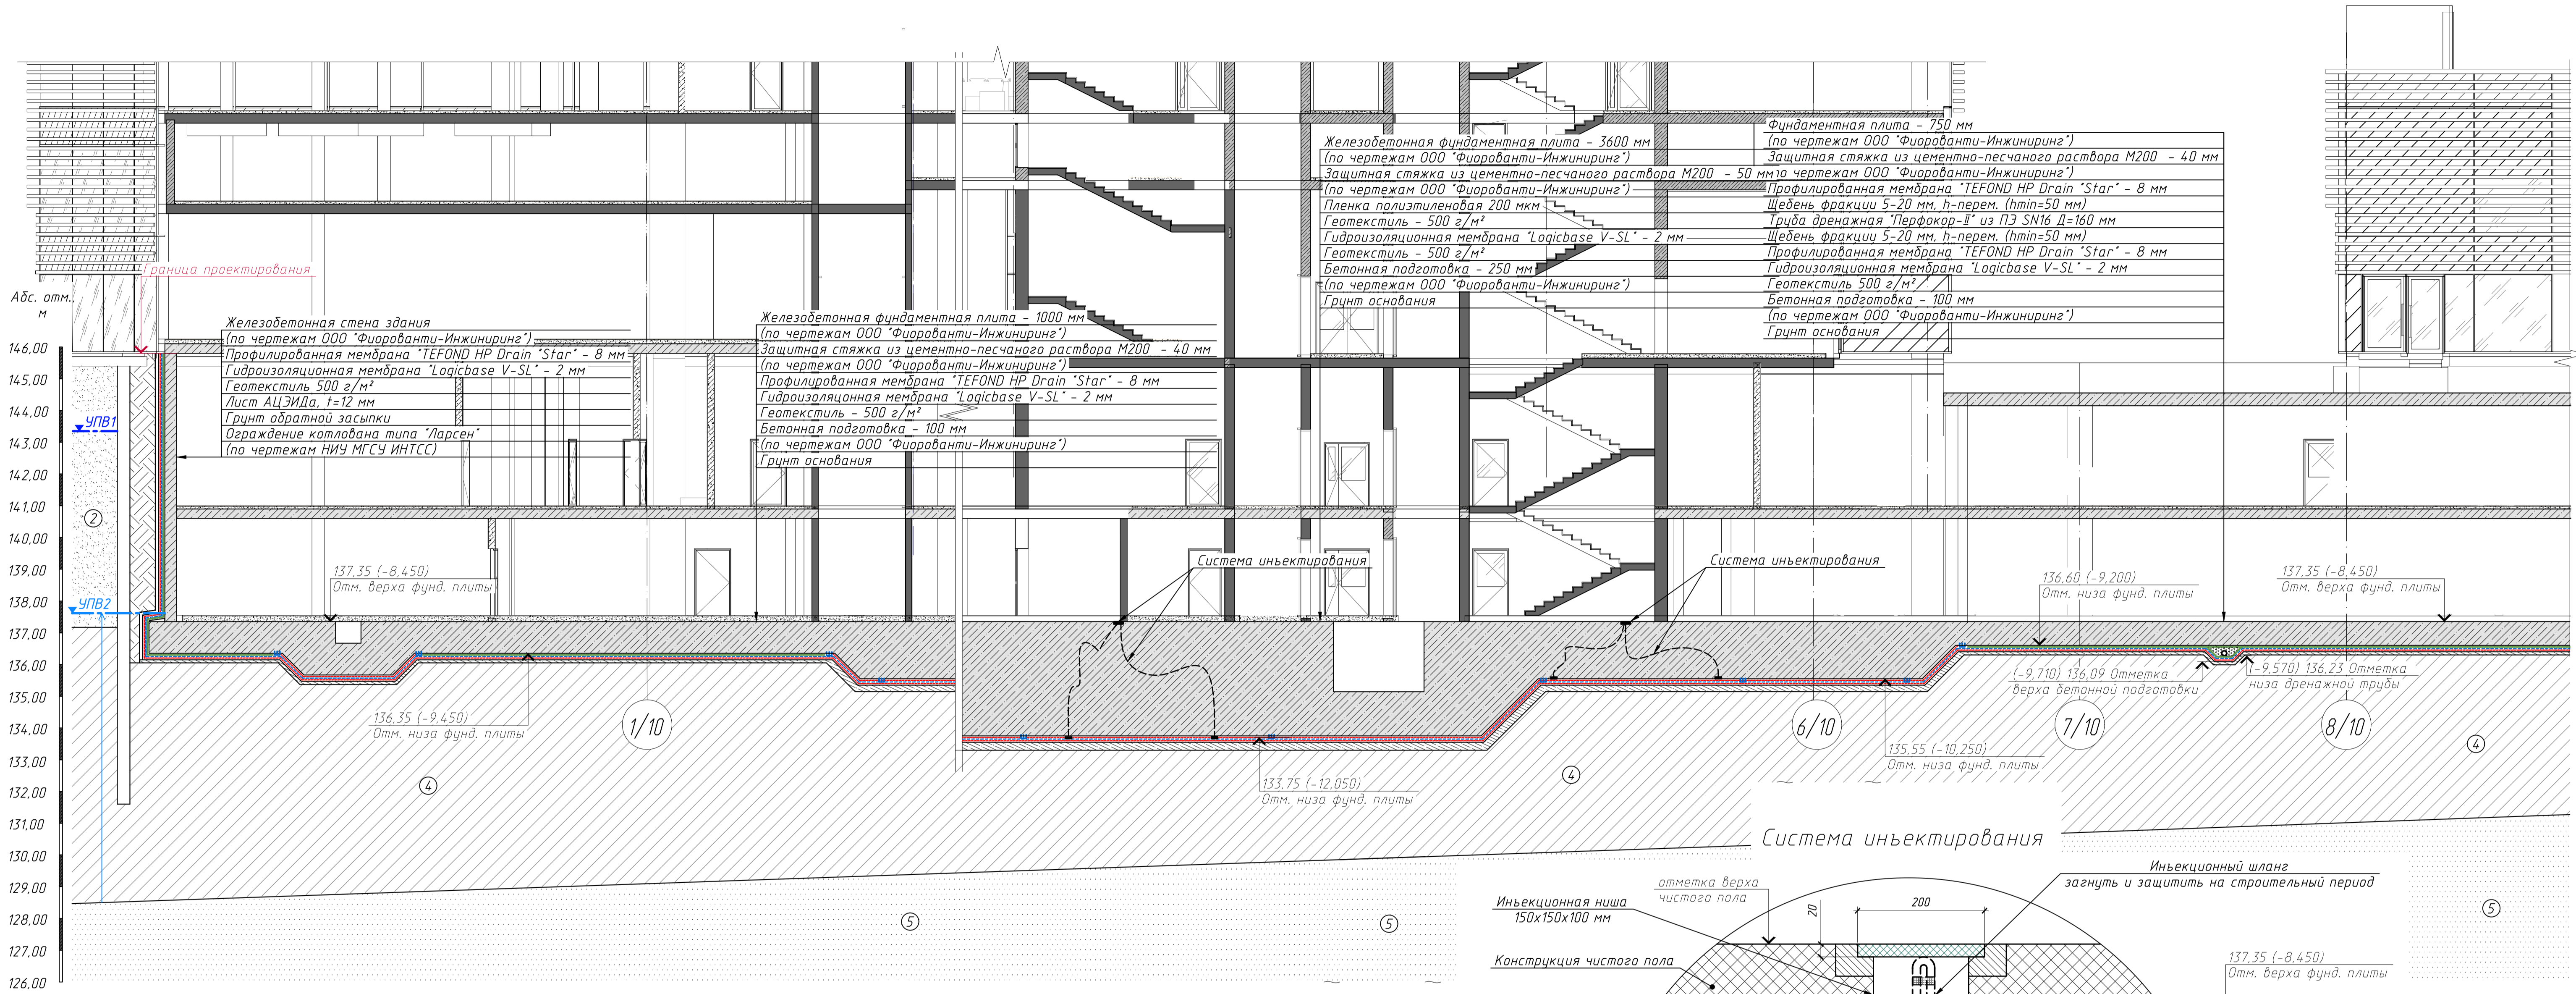 Граница проектирования
Абс. отм.,
м
146,00
145,00
144,00
143,00
142,00
141,00
140,00
139,00
138,00
137,00
136,00
135,00
134,00
133,00
132,00
131,00
130,00
129,00
128,00
127,00
126,00
УПВ1
УПВ2
2
Железобетонная стена здания
(по чертежам ООО "Фиорованти-Инжиниринг")
Профилированная мембрана "TEFOND HP Drain "Star" - 8 мм
Гидроизоляционная мембрана "Logicbase V-SL" - 2 мм
Геотекстиль 500 г/м²
Лист АЦЭИДа, t=12 мм
Грунт обратной засыпки
Ограждение котлована типа "Ларсен"
(по чертежам НИУ МГСУ ИНТСС)
Железобетонная фундаментная плита - 1000 мм
(по чертежам ООО "Фиорованти-Инжиниринг")
Защитная стяжка из цементно-песчаного раствора М200 - 40 мм
(по чертежам ООО "Фиорованти-Инжиниринг")
Профилированная мембрана "TEFOND HP Drain "Star" - 8 мм
Гидроизоляцонная мембрана "Logicbase V-SL" - 2 мм
Геотекстиль - 500 г/м²
Бетонная подготовка - 100 мм
(по чертежам ООО "Фиорованти-Инжиниринг")
Грунт основания
Железобетонная фундаментная плита - 3600 мм
(по чертежам ООО "Фиорованти-Инжиниринг")
Защитная стяжка из цементно-песчаного раствора М200 - 50 мм
(по чертежам ООО "Фиорованти-Инжиниринг")
Пленка полиэтиленовая 200 мкм
Геотекстиль - 500 г/м²
Гидроизоляционная мембрана "Logicbase V-SL" - 2 мм
Геотекстиль - 500 г/м²
Бетонная подготовка - 250 мм
(по чертежам ООО "Фиорованти-Инжиниринг")
Грунт основания
Фундаментная плита - 750 мм
(по чертежам ООО "Фиорованти-Инжиниринг")
Защитная стяжка из цементно-песчаного раствора М200 - 40 мм
по чертежам ООО "Фиорованти-Инжиниринг")
Профилированная мембрана "TEFOND HP Drain "Star" - 8 мм
Щебень фракции 5-20 мм, h-перем. (hmin=50 мм)
Труба дренажная "Перфокор-II" из ПЭ SN16 Д=160 мм
Щебень фракции 5-20 мм, h-перем. (hmin=50 мм)
Профилированная мембрана "TEFOND HP Drain "Star" - 8 мм
Гидроизоляционная мембрана "Logicbase V-SL" - 2 мм
Геотекстиль 500 г/м²
Бетонная подготовка - 100 мм
(по чертежам ООО "Фиорованти-Инжиниринг")
Грунт основания
137,35 (-8,450)
Отм. верха фунд. плиты
Система инъектирования
Система инъектирования
136,60 (-9,200)
Отм. низа фунд. плиты
137,35 (-8,450)
Отм. верха фунд. плиты
(-9,710) 136,09 Отметка
верха бетонной подготовки
(-9,570) 136,23 Отметка
низа дренажной трубы
136,35 (-9,450)
Отм. низа фунд. плиты
1/10
6/10
7/10
8/10
135,55 (-10,250)
Отм. низа фунд. плиты
133,75 (-12,050)
Отм. низа фунд. плиты
4
4
4
5
5
5
Система инъектирования
отметка верха
чистого пола
Инъекционная ниша
150х150х100 мм
Конструкция чистого пола
20
200
Инъекционный шланг
загнуть и защитить на строительный период
137,35 (-8,450)
Отм. верха фунд. плиты